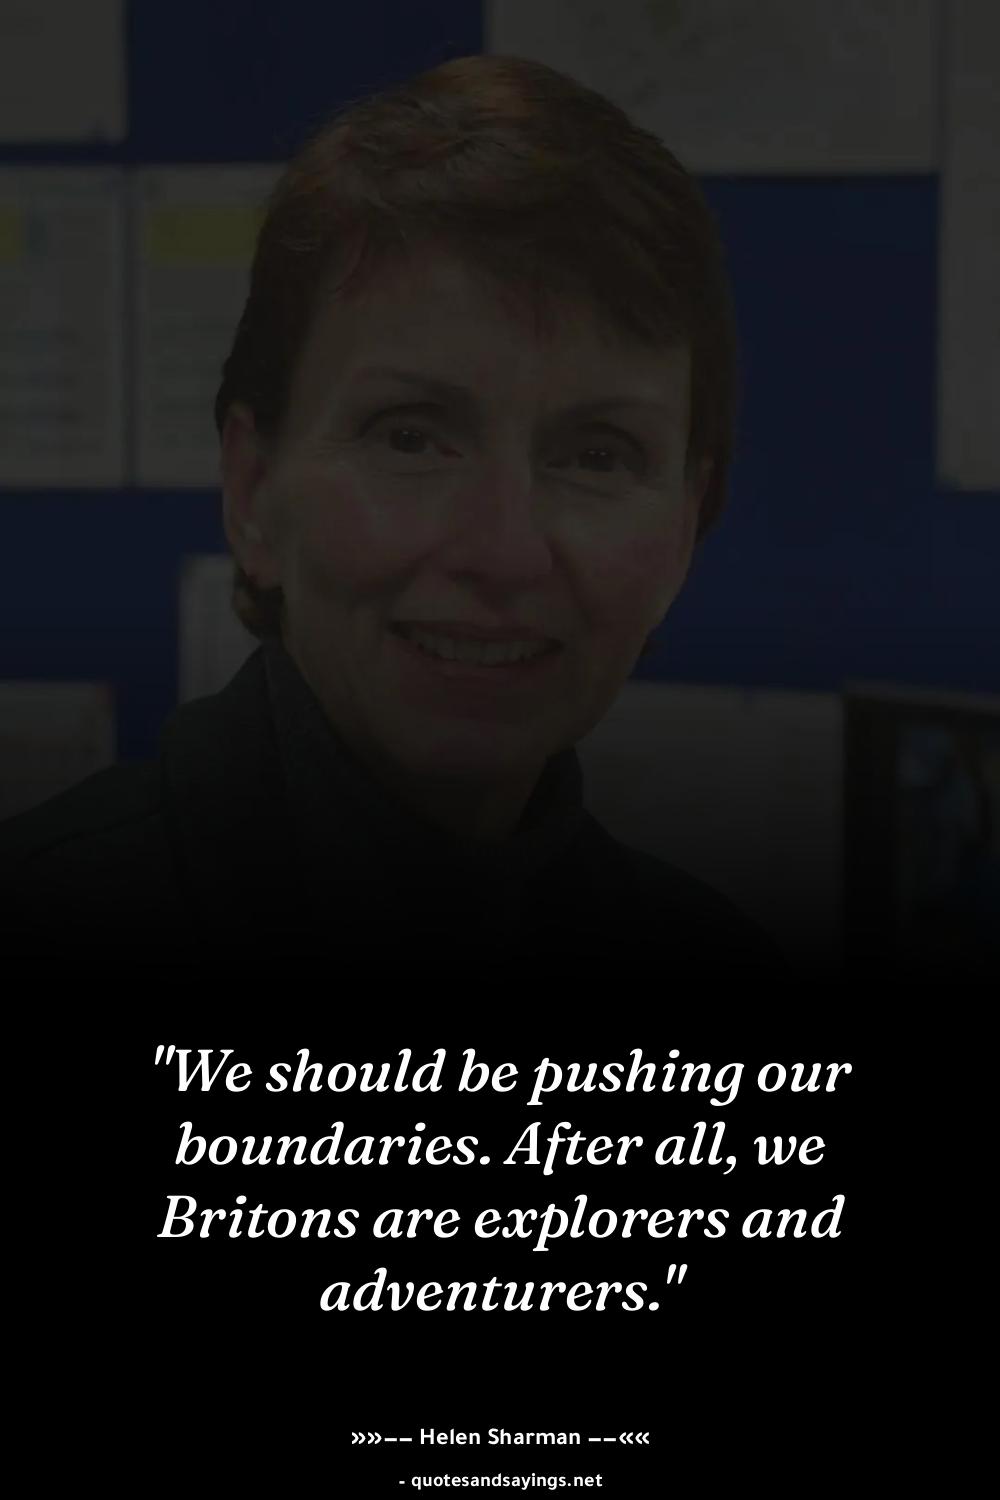 "We should be pushing our
boundaries. After all, we
Britons are explorers and
adventurers."
»»−− Helen Sharman −−««
- quotesandsayings.net